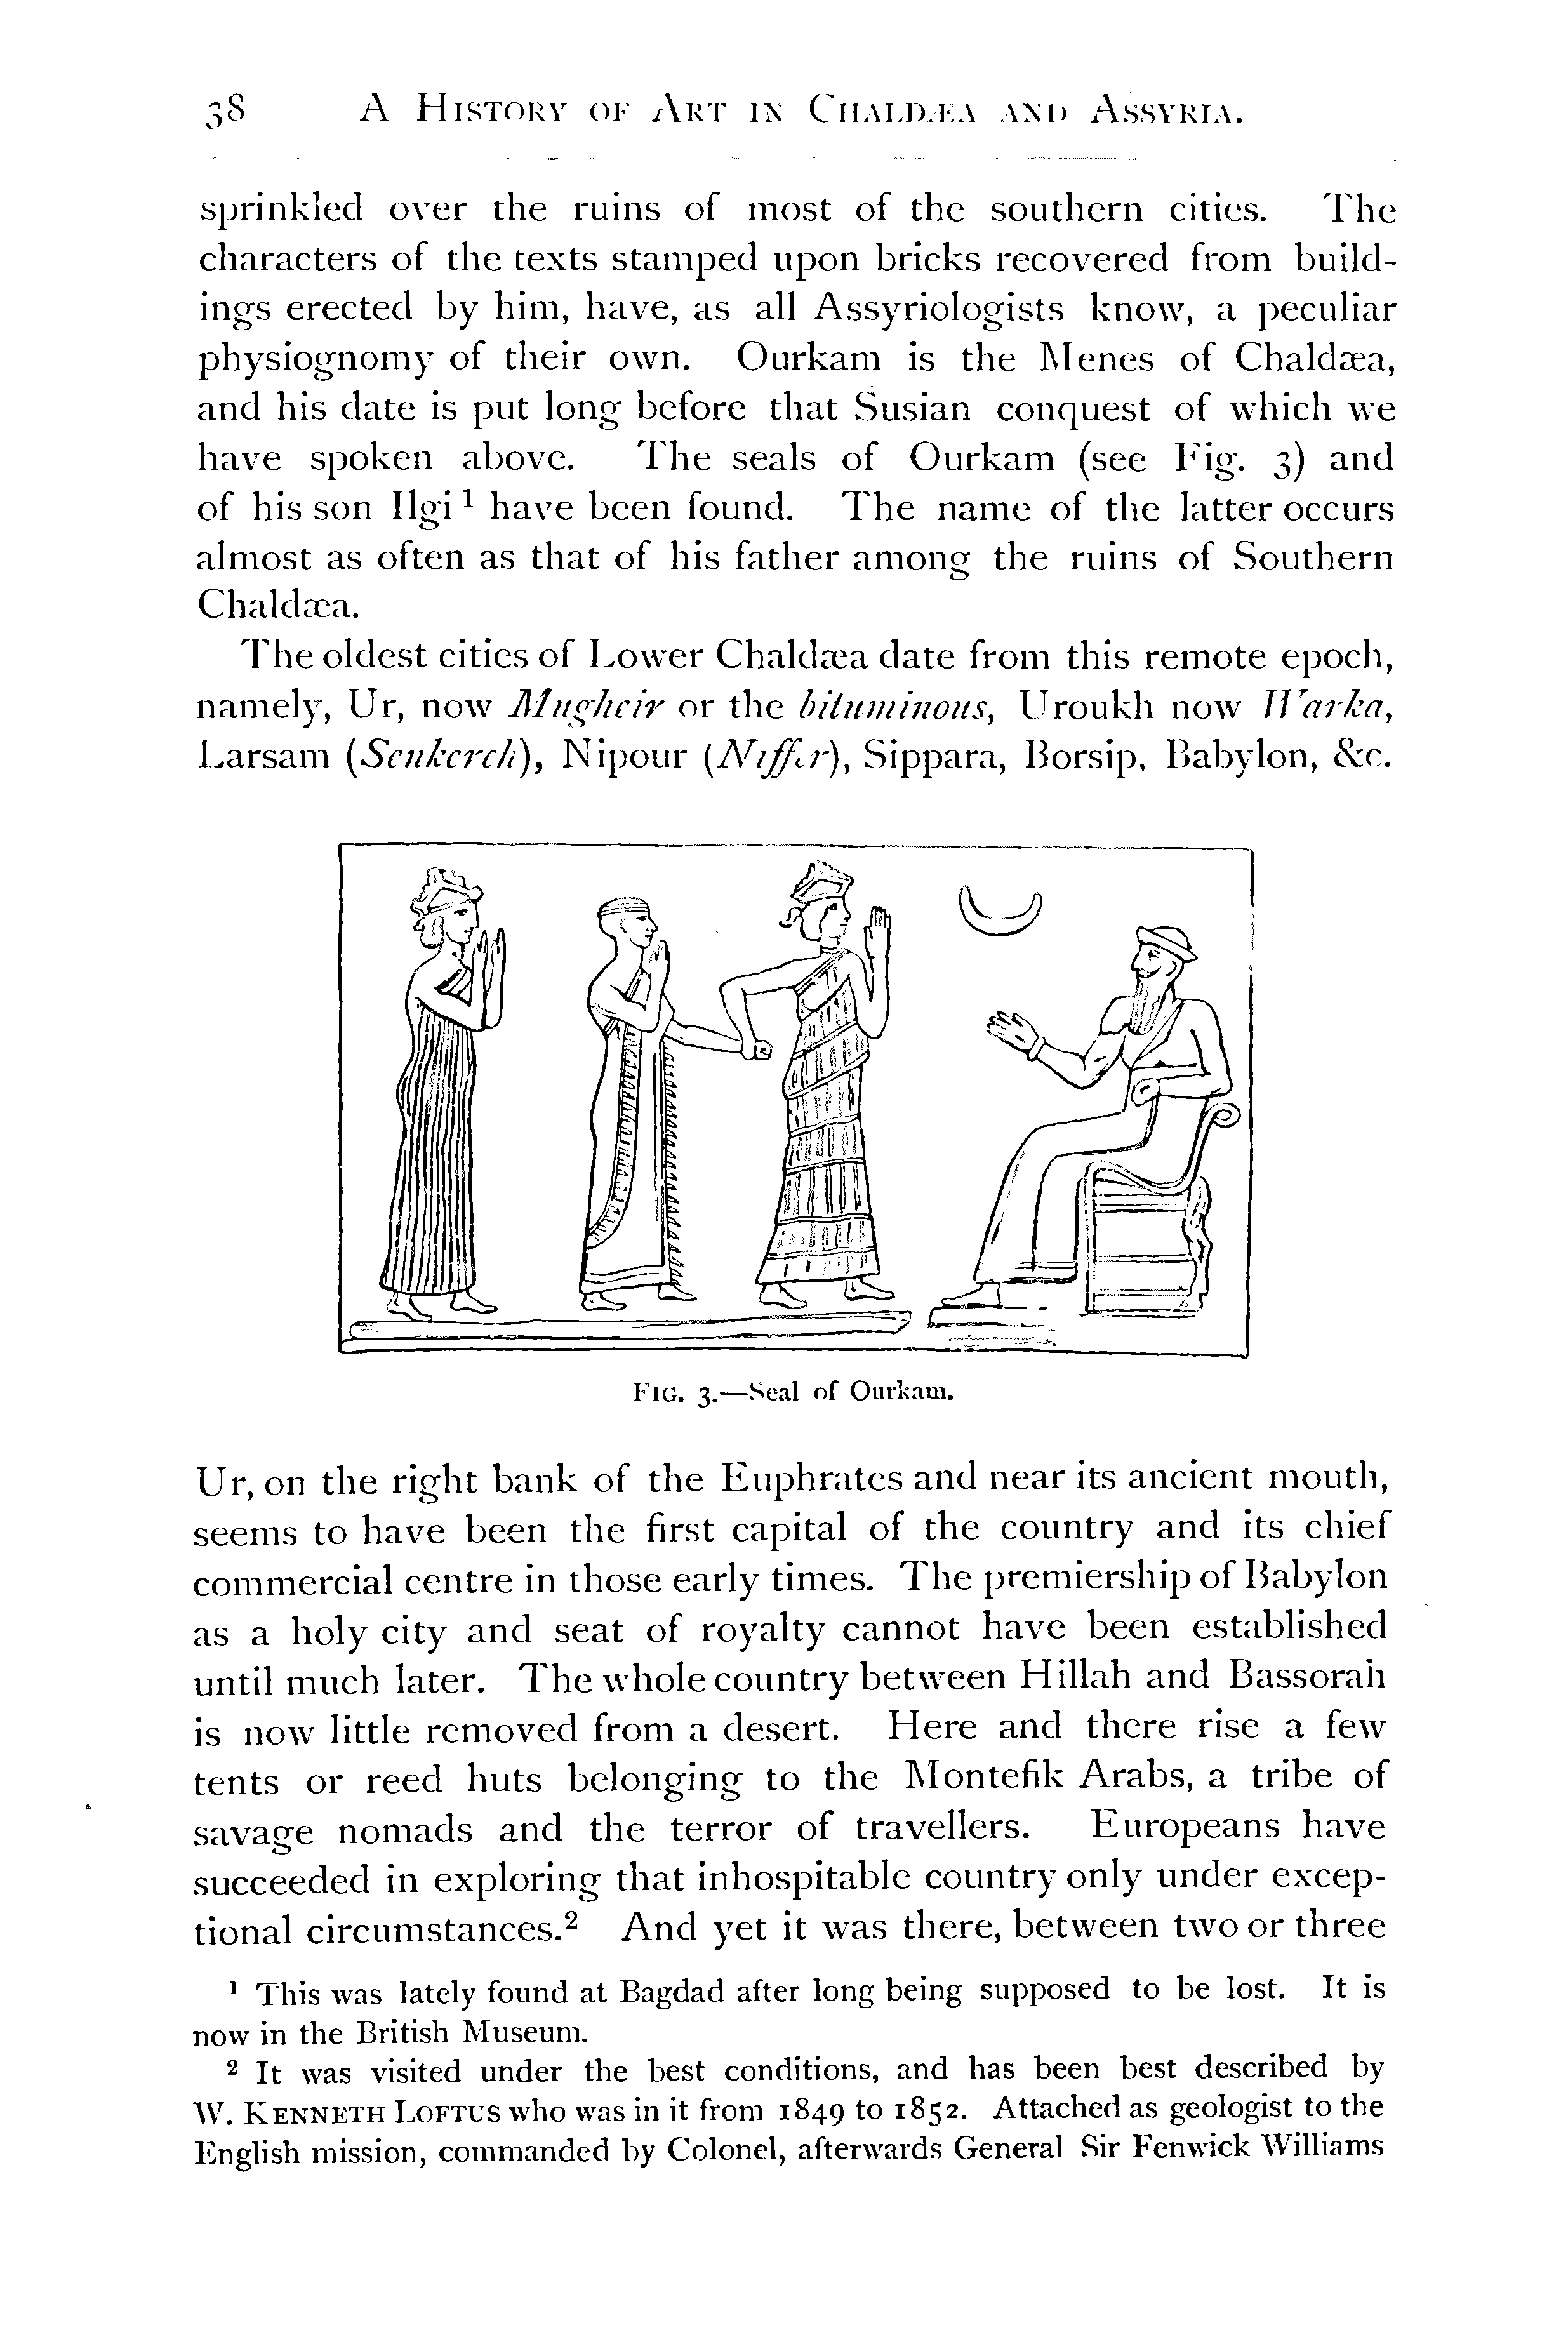 38 A History of Art in Chaldæa and Assyria.
sprinkled over the ruins of most of the southern cities. The
characters of the texts stamped upon bricks recovered from build-
ings erected by him, have, as all Assyriologists know, a peculiar
physiognomy of their own. Ourkam is the Menes of Chaldæa,
and his date is put long before that Susian conquest of which we
have spoken above. The seals of Ourkam (see Fig. 3) and
of his son Ilgi ¹ have been found. The name of the latter occurs
almost as often as that of his father among the ruins of Southern
Chaldæa.
The oldest cities of Lower Chaldæa date from this remote epoch,
namely, Ur, now Mugheir or the bituminous, Uroukh now Warka,
Larsam (Senkereh), Nipour (Niffer), Sippara, Borsip, Babylon, &c.
Fig. 3.—Seal of Ourkam.
Ur, on the right bank of the Euphrates and near its ancient mouth,
seems to have been the first capital of the country and its chief
commercial centre in those early times. The premiership of Babylon
as a holy city and seat of royalty cannot have been established
until much later. The whole country between Hillah and Bassorah
is now little removed from a desert. Here and there rise a few
tents or reed huts belonging to the Montefik Arabs, a tribe of
savage nomads and the terror of travellers. Europeans have
succeeded in exploring that inhospitable country only under excep-
tional circumstances.² And yet it was there, between two or three
¹ This was lately found at Bagdad after long being supposed to be lost. It is
now in the British Museum.
² It was visited under the best conditions, and has been best described by
W. Kenneth Loftus who was in it from 1849 to 1852. Attached as geologist to the
English mission, commanded by Colonel, afterwards General Sir Fenwick Williams